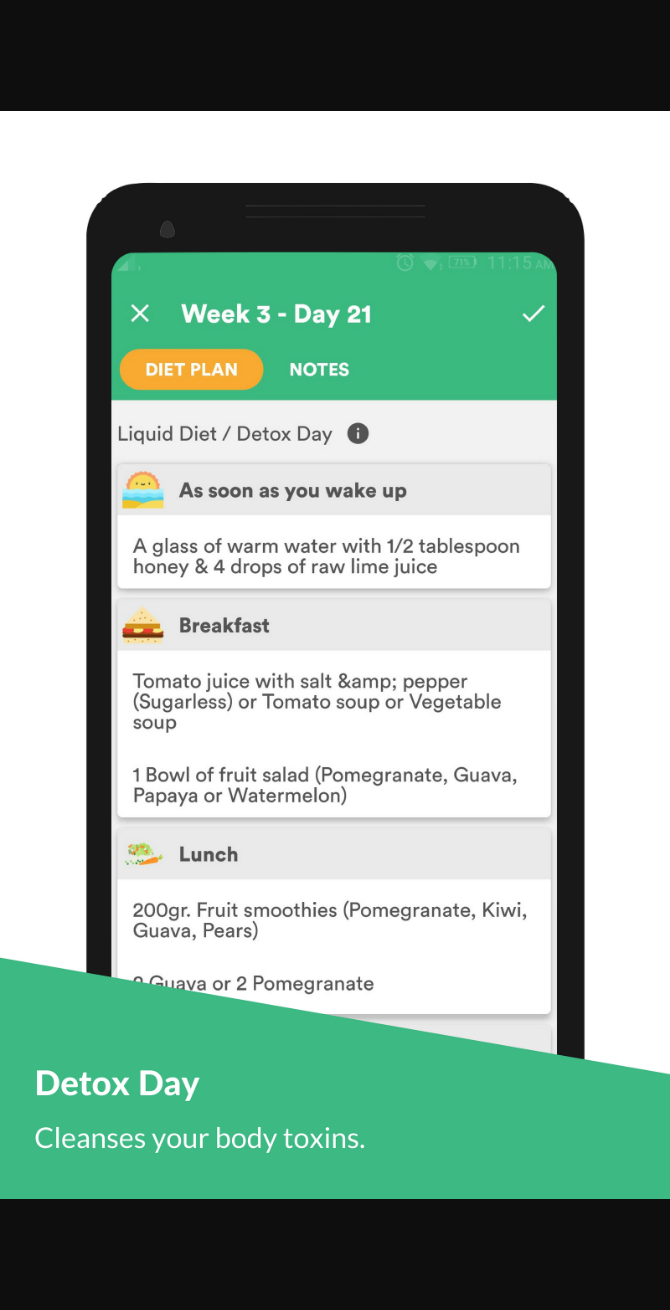 71%
11:15 AM
Week 3 - Day 21
DIET PLAN
NOTES
Liquid Diet / Detox Day
As soon as you wake up
A glass of warm water with 1/2 tablespoon
honey & 4 drops of raw lime juice
Breakfast
Tomato juice with salt &amp; pepper
(Sugarless) or Tomato soup or Vegetable
soup
1 Bowl of fruit salad (Pomegranate, Guava,
Papaya or Watermelon)
Lunch
200gr. Fruit smoothies (Pomegranate, Kiwi,
Guava, Pears)
Guava or 2 Pomegranate
Detox Day
Cleanses your body toxins.